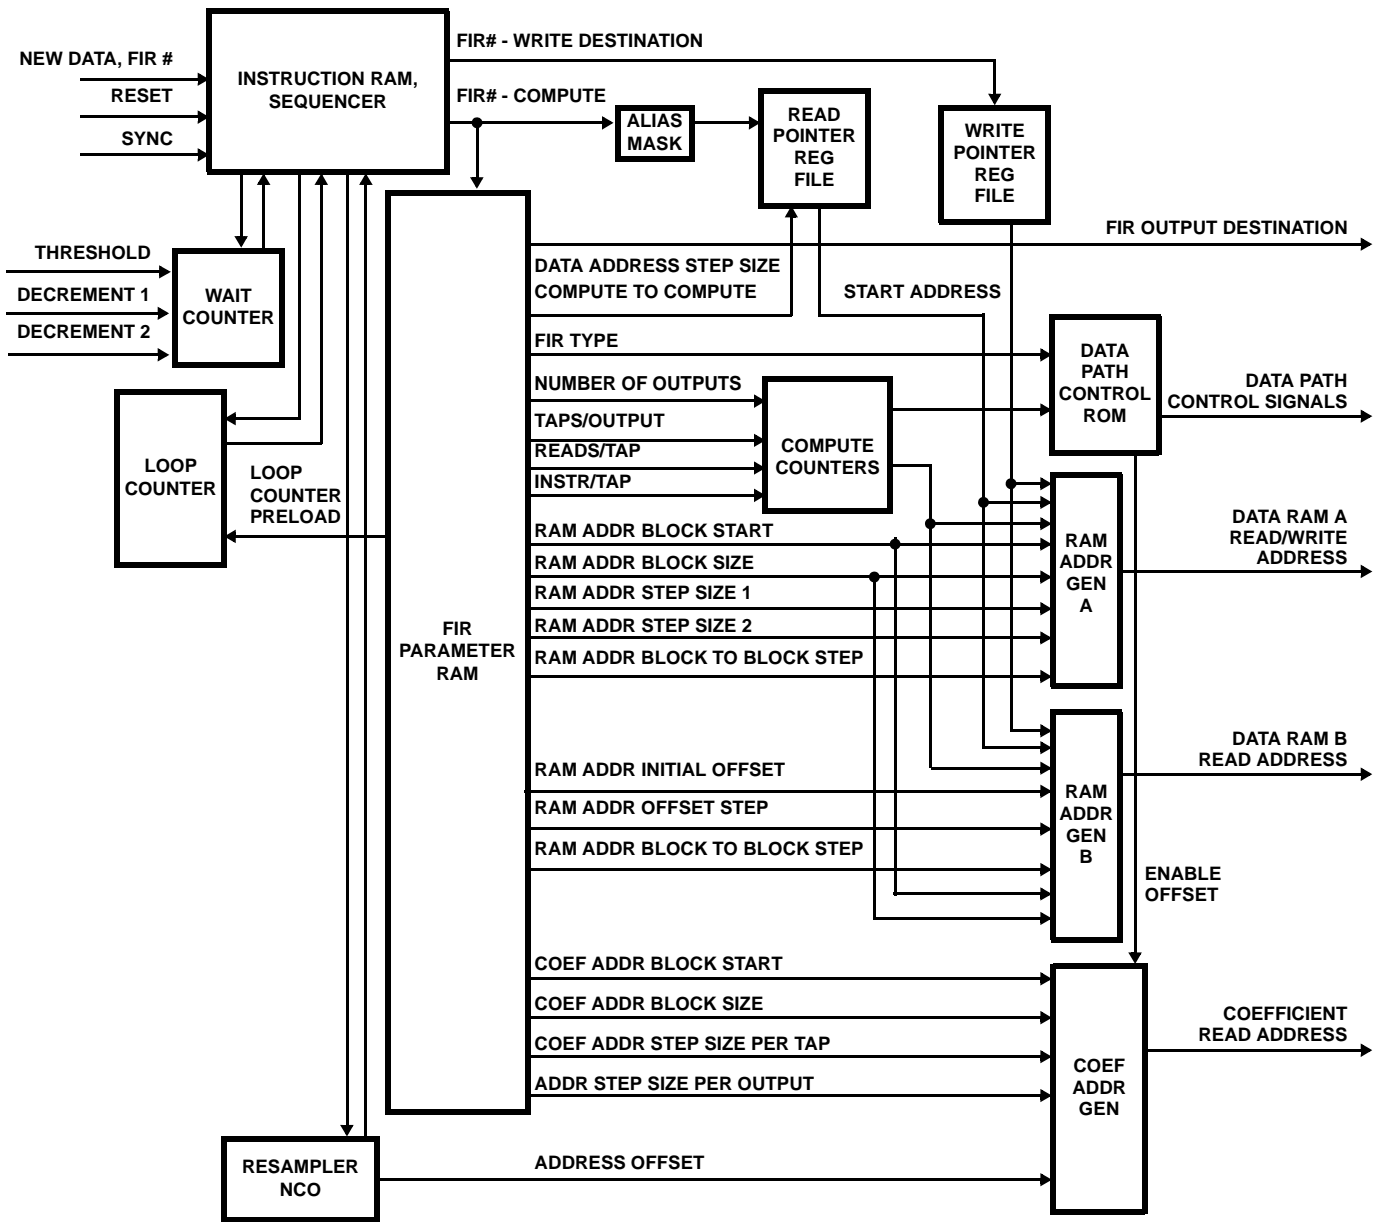 NEW DATA, FIR #
RESET
SYNC
INSTRUCTION RAM,
SEQUENCER
FIR# - WRITE DESTINATION
FIR# - COMPUTE
ALIAS
MASK
READ
POINTER
REG
FILE
WRITE
POINTER
REG
FILE
THRESHOLD
DECREMENT 1
DECREMENT 2
WAIT
COUNTER
LOOP
COUNTER
LOOP
COUNTER
PRELOAD
FIR
PARAMETER
RAM
FIR OUTPUT DESTINATION
DATA ADDRESS STEP SIZE
COMPUTE TO COMPUTE
START ADDRESS
FIR TYPE
NUMBER OF OUTPUTS
TAPS/OUTPUT
READS/TAP
INSTR/TAP
COMPUTE
COUNTERS
DATA
PATH
CONTROL
ROM
DATA PATH
CONTROL SIGNALS
RAM ADDR BLOCK START
RAM ADDR BLOCK SIZE
RAM ADDR STEP SIZE 1
RAM ADDR STEP SIZE 2
RAM ADDR BLOCK TO BLOCK STEP
RAM
ADDR
GEN
A
DATA RAM A
READ/WRITE
ADDRESS
RAM ADDR INITIAL OFFSET
RAM ADDR OFFSET STEP
RAM ADDR BLOCK TO BLOCK STEP
RAM
ADDR
GEN
B
DATA RAM B
READ ADDRESS
ENABLE
OFFSET
COEF ADDR BLOCK START
COEF ADDR BLOCK SIZE
COEF ADDR STEP SIZE PER TAP
ADDR STEP SIZE PER OUTPUT
COEF
ADDR
GEN
COEFFICIENT
READ ADDRESS
RESAMPLER
NCO
ADDRESS OFFSET